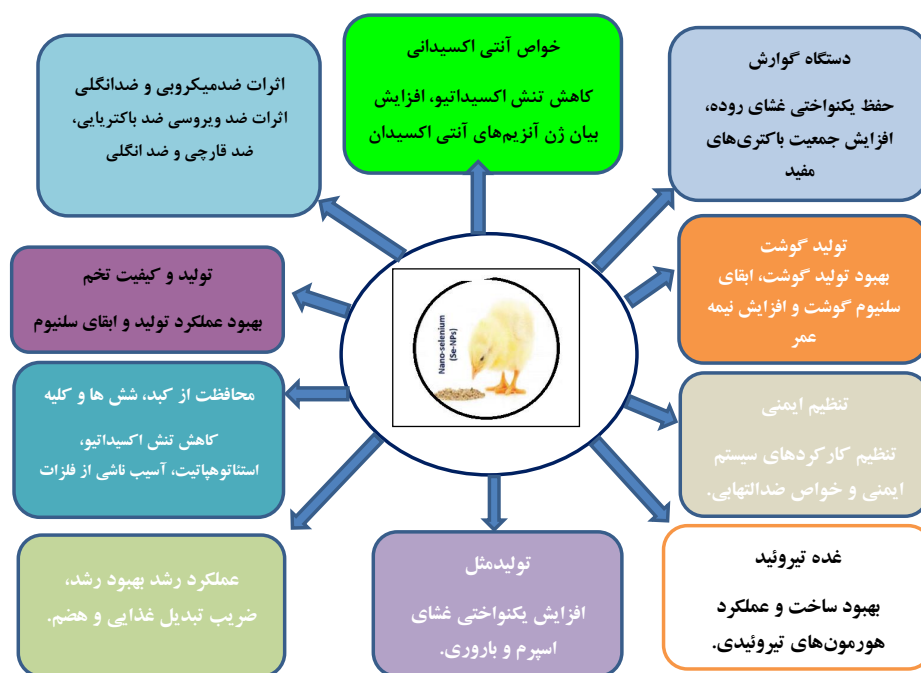 خواص آنتی اکسیدانی
کاهش تنش اکسیداتیو، افزایش
بیان ژن آنزیم‌های آنتی اکسیدان
دستگاه گوارش
حفظ یکنواختی غشای روده،
افزایش جمعیت باکتری‌های
مفید
تولید گوشت
بهبود تولید گوشت، ابقای
سلنیوم گوشت و افزایش نیمه
عمر
تنظیم ایمنی
تنظیم کارکردهای سیستم
ایمنی و خواص ضدالتهابی.
غده تیروئید
بهبود ساخت و عملکرد
هورمون‌های تیروئیدی.
تولیدمثل
افزایش یکنواختی غشای
اسپرم و باروری.
عملکرد رشد بهبود رشد،
ضریب تبدیل غذایی و هضم.
محافظت از کبد، شش ها و کلیه
کاهش تنش اکسیداتیو،
استئاتوهپاتیت، آسیب ناشی از فلزات
تولید و کیفیت تخم
بهبود عملکرد تولید و ابقای سلنیوم
اثرات ضدمیکروبی و ضدانگلی
اثرات ضد ویروسی ضد باکتریایی،
ضد قارچی و ضد انگلی
Nano-selenium
(Se-NPs)